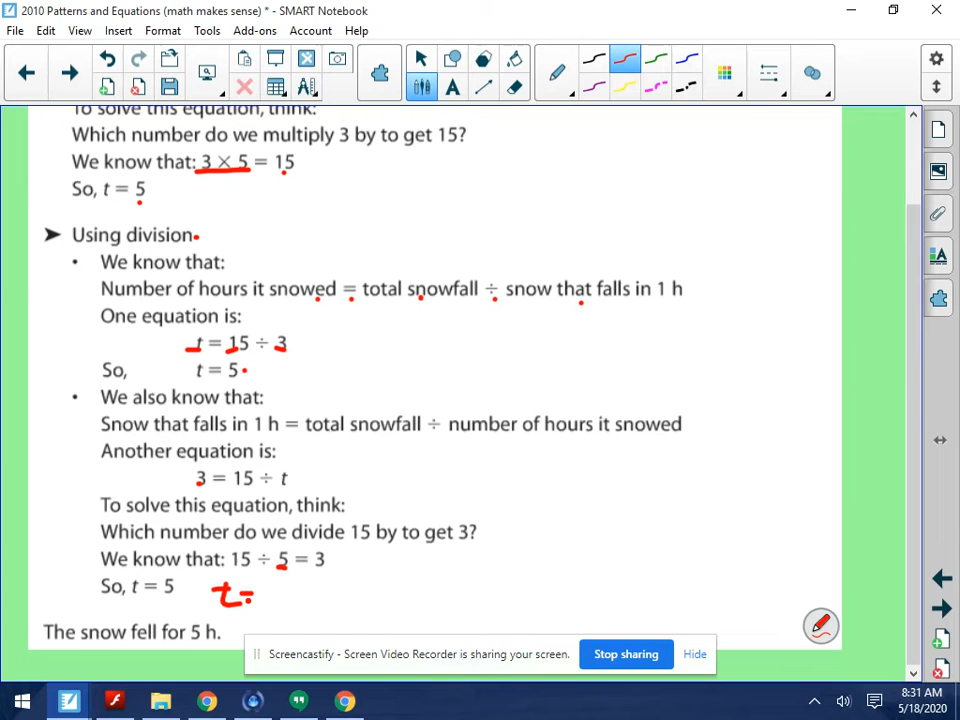 2010 Patterns and Equations (math makes sense) * - SMART Notebook
File Edit View Insert Format Tools Add-ons Account Help
To solve this equation, think:
Which number do we multiply 3 by to get 15?
We know that: 3 × 5 = 15
So, t = 5
➤ Using division
• We know that:
Number of hours it snowed = total snowfall ÷ snow that falls in 1 h
One equation is:
t = 15 ÷ 3
So, t = 5
• We also know that:
Snow that falls in 1 h = total snowfall ÷ number of hours it snowed
Another equation is:
3 = 15 ÷ t
To solve this equation, think:
Which number do we divide 15 by to get 3?
We know that: 15 ÷ 5 = 3
So, t = 5 t=
The snow fell for 5 h.
Screencastify - Screen Video Recorder is sharing your screen. Stop sharing Hide
8:31 AM
5/18/2020